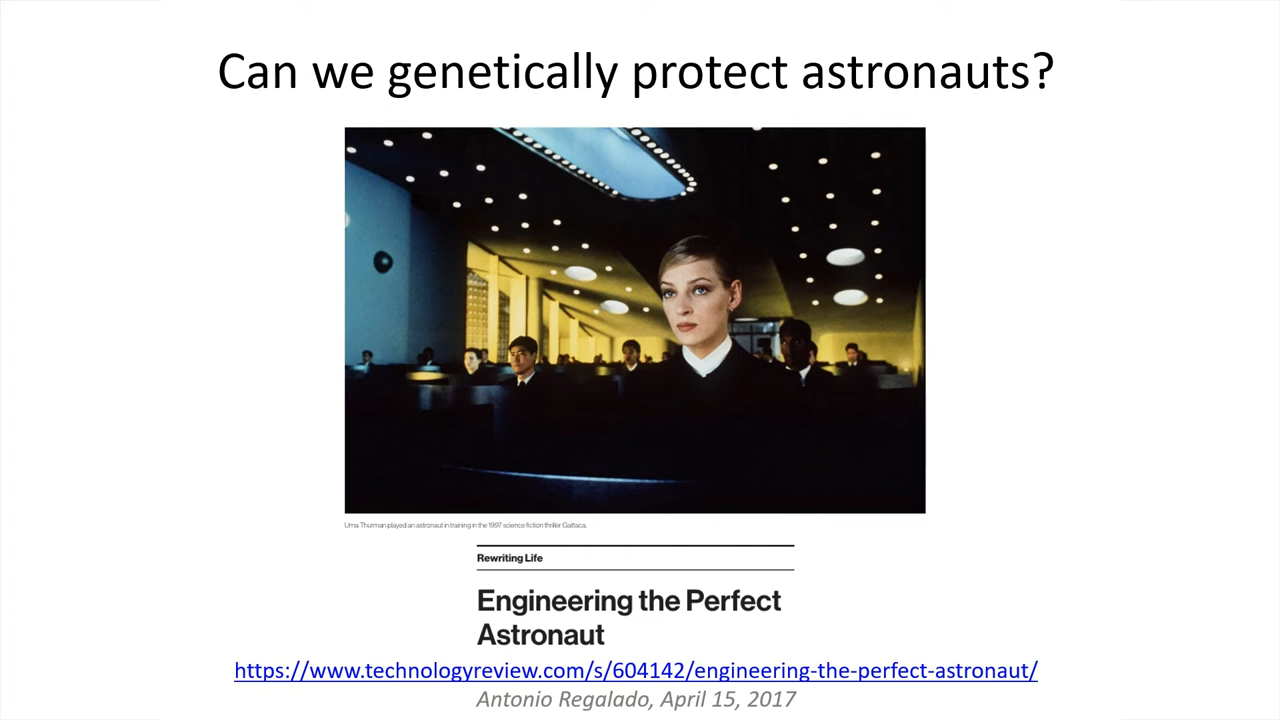 Can we genetically protect astronauts?
Uma Thurman played an astronaut in training in the 1997 science fiction thriller Gattaca.
Rewriting Life
Engineering the Perfect
Astronaut
https://www.technologyreview.com/s/604142/engineering-the-perfect-astronaut/
Antonio Regalado, April 15, 2017